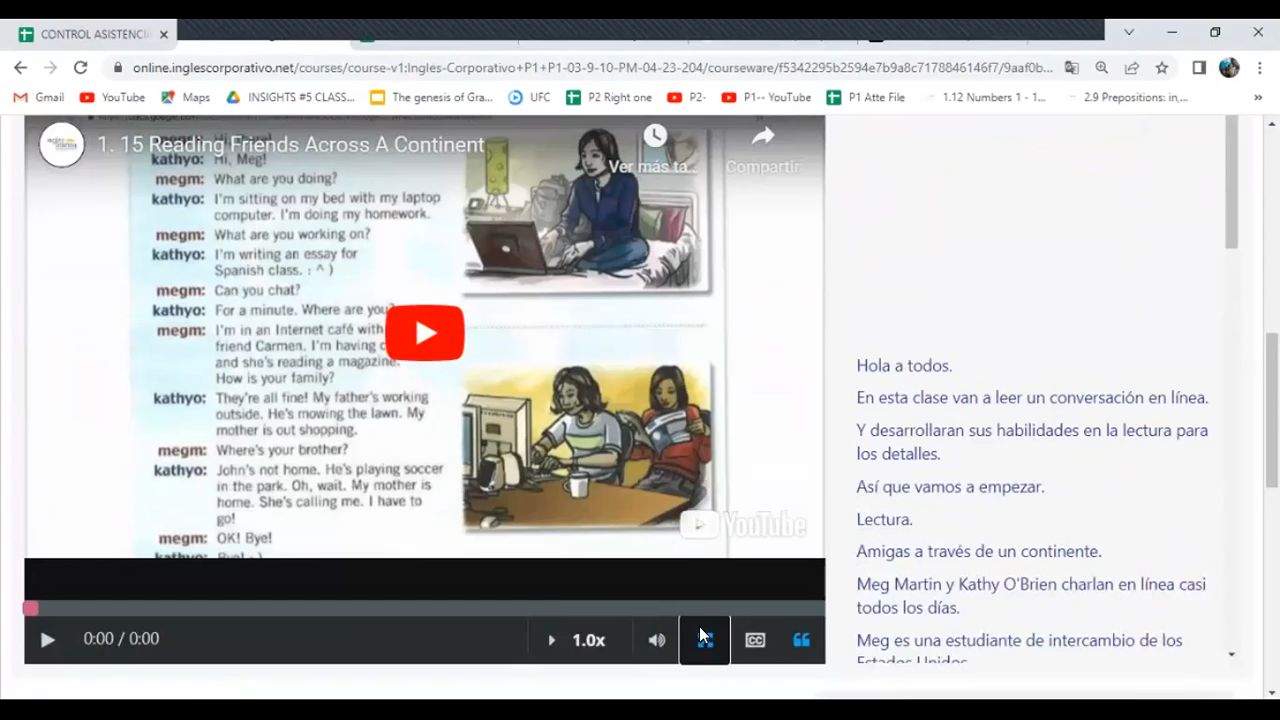 CONTROL ASISTENCI
online.inglescorporativo.net/courses/course-v1:Ingles-Corporativo+P1+P1-03-9-10-PM-04-23-204/courseware/f5342295b2594e7b9a8c7178846146f7/9aaf0b...
Gmail YouTube Maps INSIGHTS #5 CLASS... The genesis of Gra... UFC P2 Right one P2- P1-- YouTube P1 Atte File 1.12 Numbers 1 - 1... 2.9 Prepositions: in,... »
1. 15 Reading Friends Across A Continent
Ver más ta...
Compartir
kathyo: Hi, Meg!
megm: What are you doing?
kathyo: I'm sitting on my bed with my laptop
computer. I'm doing my homework.
megm: What are you working on?
kathyo: I'm writing an essay for
Spanish class. : ^ )
megm: Can you chat?
kathyo: For a minute. Where are you?
megm: I'm in an Internet café with
friend Carmen. I'm having
and she's reading a magazine.
How is your family?
kathyo: They're all fine! My father's working
outside. He's mowing the lawn. My
mother is out shopping.
megm: Where's your brother?
kathyo: John's not home. He's playing soccer
in the park. Oh, wait. My mother is
home. She's calling me. I have to
go!
megm: OK! Bye!
YouTube
0:00 / 0:00
1.0x
CC
Hola a todos.
En esta clase van a leer un conversación en línea.
Y desarrollaran sus habilidades en la lectura para
los detalles.
Así que vamos a empezar.
Lectura.
Amigas a través de un continente.
Meg Martin y Kathy O'Brien charlan en línea casi
todos los días.
Meg es una estudiante de intercambio de los
Estados Unidos